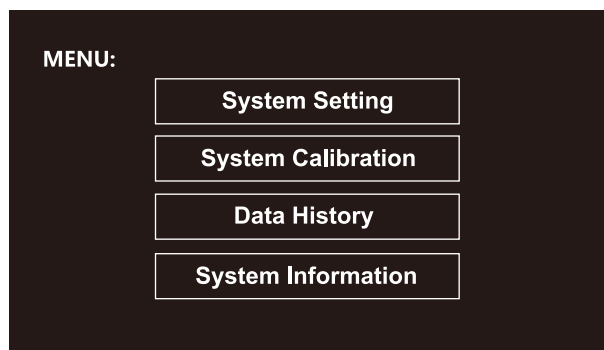 MENU:
System Setting
System Calibration
Data History
System Information